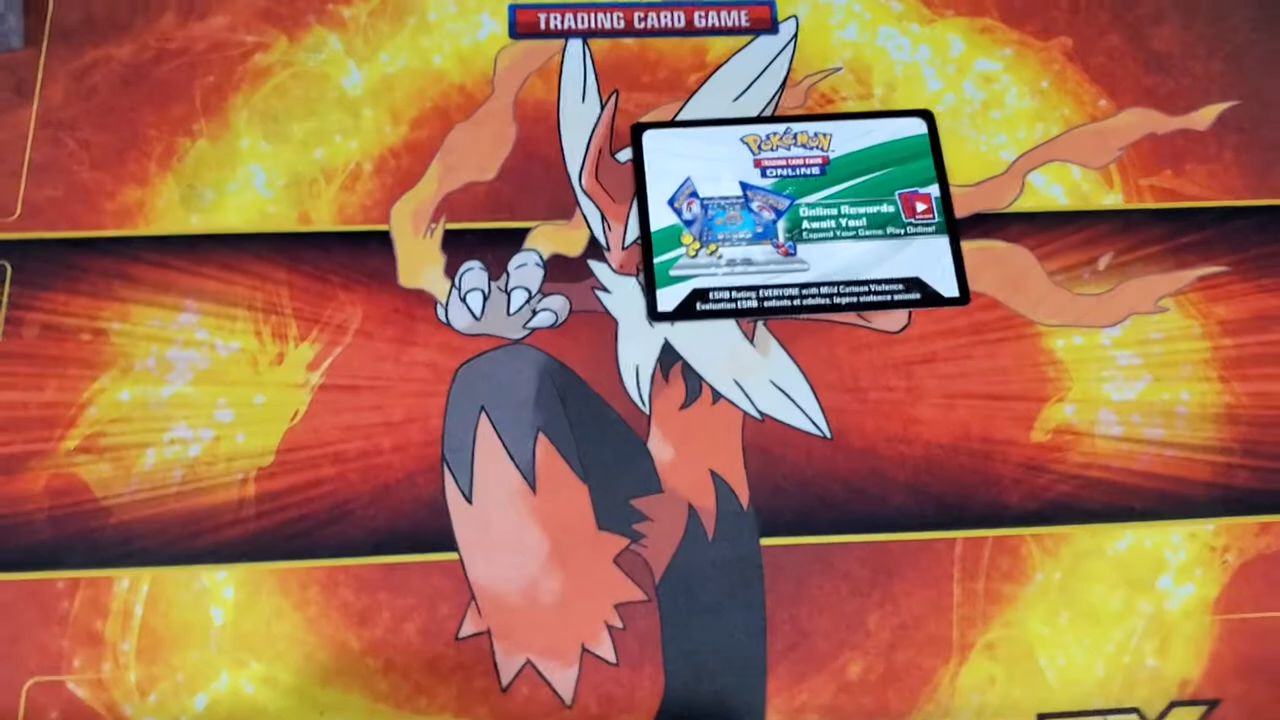 TRADING CARD GAME
POKéMON
TRADING CARD GAME
ONLINE
Online Rewards
Await You!
Expand Your Game. Play Online!
ESRB Rating: EVERYONE with Mild Cartoon Violence.
Évaluation ESRB : enfants et adultes, légère violence animée